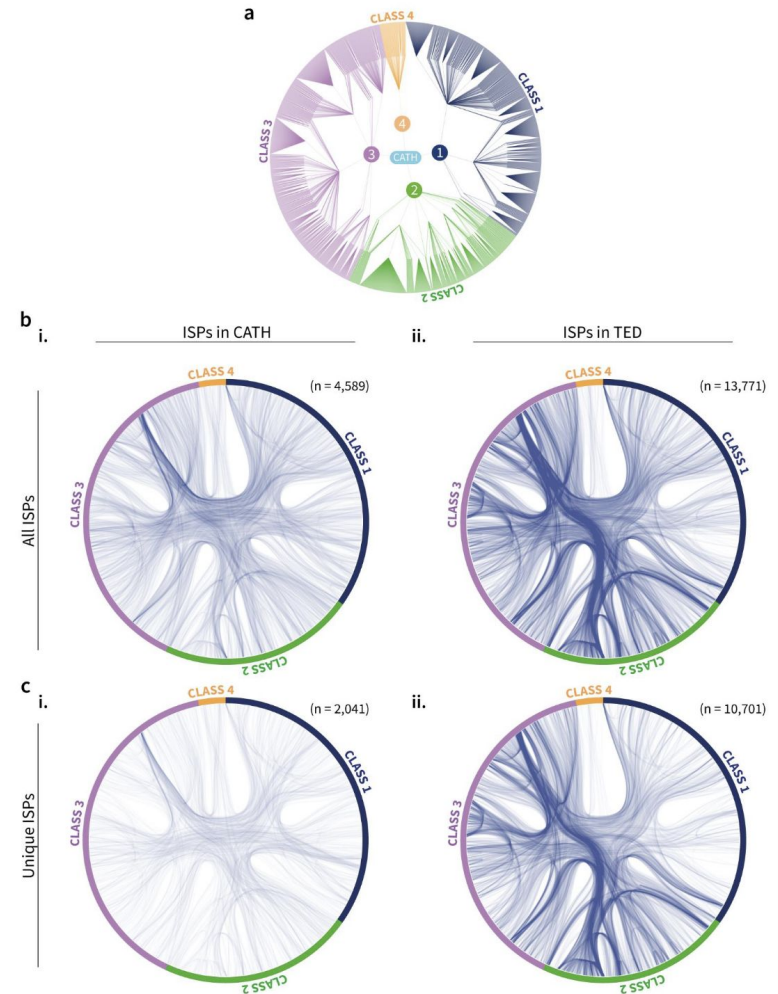 a
CLASS 4
CLASS 1
CLASS 3
4
3
CATH
1
2
CLASS 2
b
i.
ISPs in CATH
ii.
ISPs in TED
All ISPs
CLASS 4
(n = 4,589)
CLASS 1
CLASS 3
CLASS 2
CLASS 4
(n = 13,771)
CLASS 1
CLASS 3
CLASS 2
c
i.
ii.
Unique ISPs
CLASS 4
(n = 2,041)
CLASS 1
CLASS 3
CLASS 2
CLASS 4
(n = 10,701)
CLASS 1
CLASS 3
CLASS 2